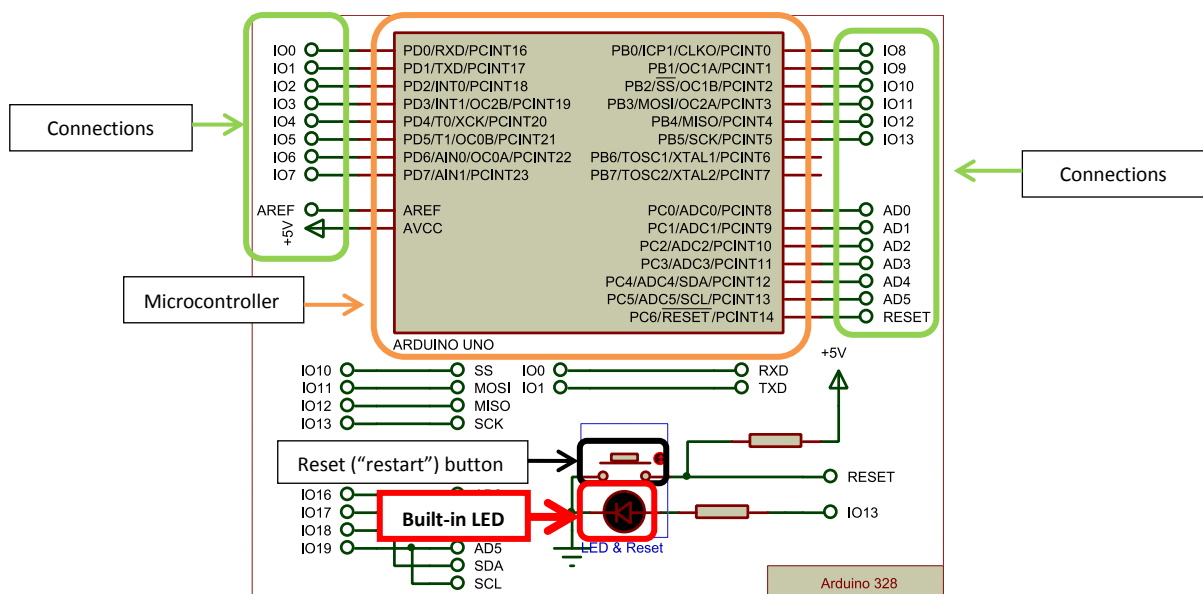 IO0 PD0/RXD/PCINT16 PB0/ICP1/CLKO/PCINT0 IO8
IO1 PD1/TXD/PCINT17 PB1/OC1A/PCINT1 IO9
IO2 PD2/INT0/PCINT18 PB2/SS/OC1B/PCINT2 IO10
IO3 PD3/INT1/OC2B/PCINT19 PB3/MOSI/OC2A/PCINT3 IO11
IO4 PD4/T0/XCK/PCINT20 PB4/MISO/PCINT4 IO12
Connections
IO5 PD5/T1/OC0B/PCINT21 PB5/SCK/PCINT5 IO13
IO6 PD6/AIN0/OC0A/PCINT22 PB6/TOSC1/XTAL1/PCINT6
IO7 PD7/AIN1/PCINT23 PB7/TOSC2/XTAL2/PCINT7
Connections
AREF AREF PC0/ADC0/PCINT8 AD0
+5V AVCC PC1/ADC1/PCINT9 AD1
PC2/ADC2/PCINT10 AD2
PC3/ADC3/PCINT11 AD3
PC4/ADC4/SDA/PCINT12 AD4
Microcontroller
PC5/ADC5/SCL/PCINT13 AD5
PC6/RESET/PCINT14 RESET
ARDUINO UNO
+5V
IO10 SS IO0 RXD
IO11 MOSI IO1 TXD
IO12 MISO
IO13 SCK
Reset (“restart”) button
RESET
IO16
IO17 Built-in LED IO13
IO18
IO19 AD5 LED & Reset
SDA
SCL
Arduino 328